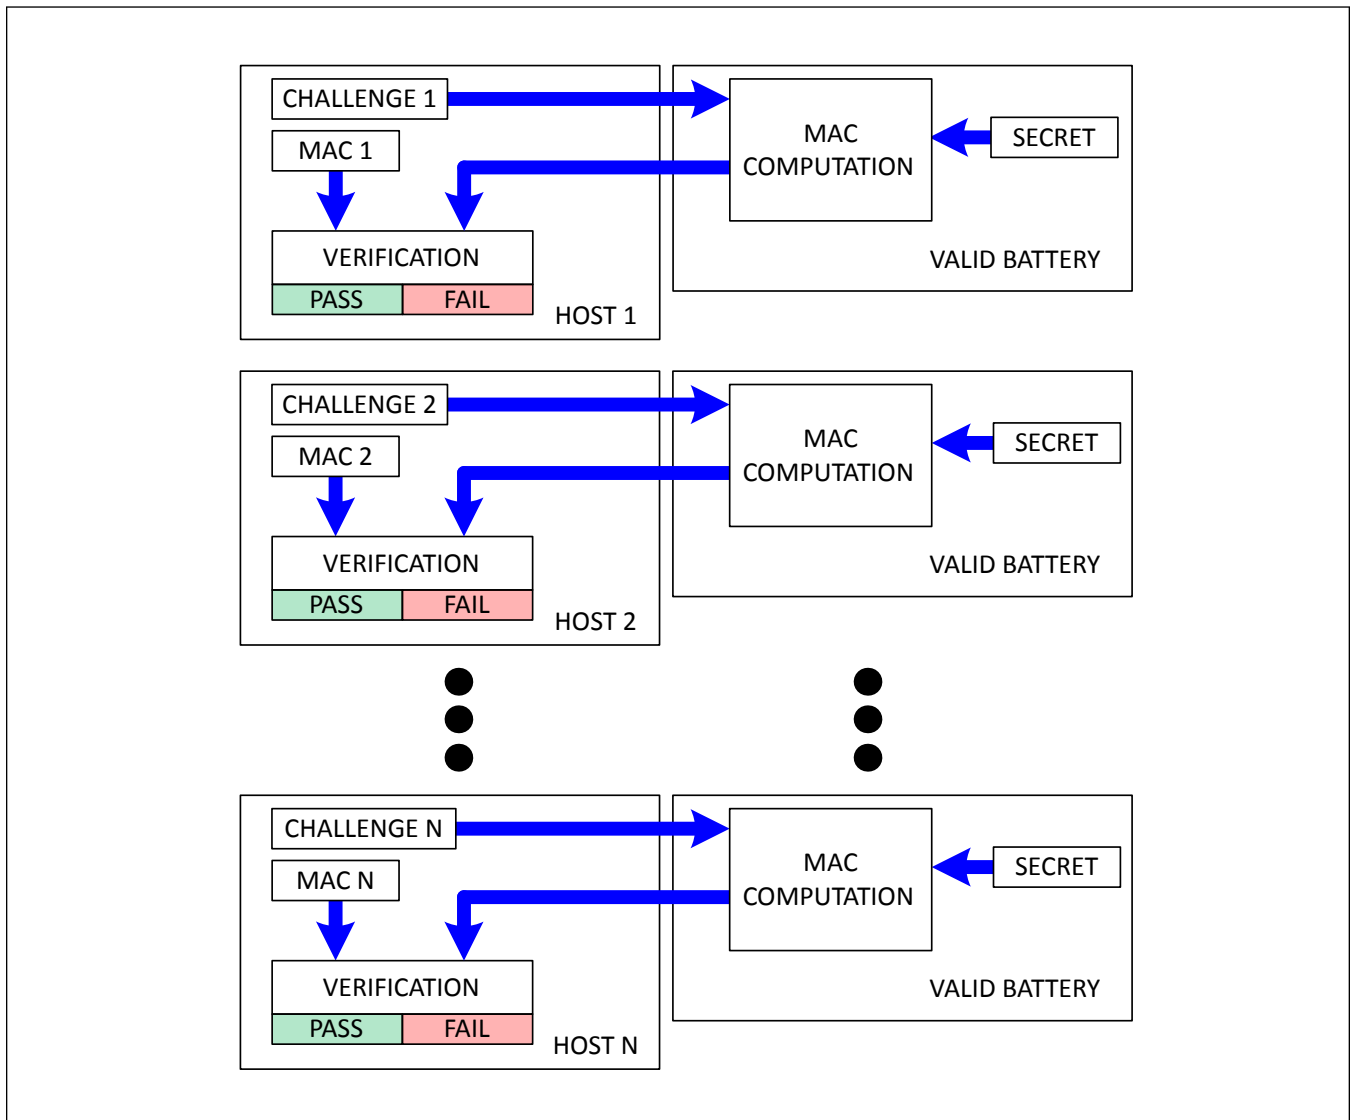 CHALLENGE 1
MAC 1
VERIFICATION
PASS
FAIL
HOST 1
MAC
COMPUTATION
SECRET
VALID BATTERY
CHALLENGE 2
MAC 2
VERIFICATION
PASS
FAIL
HOST 2
MAC
COMPUTATION
SECRET
VALID BATTERY
CHALLENGE N
MAC N
VERIFICATION
PASS
FAIL
HOST N
MAC
COMPUTATION
SECRET
VALID BATTERY